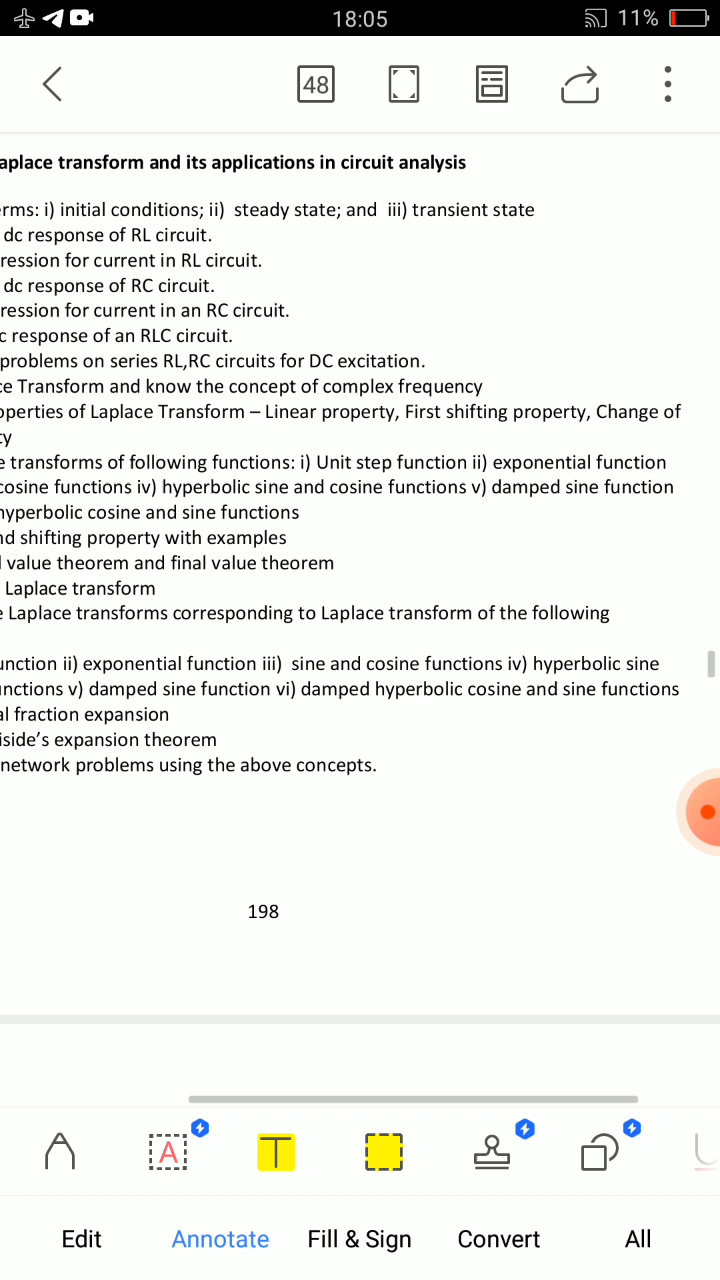 18:05
11%
48
aplace transform and its applications in circuit analysis
erms: i) initial conditions; ii) steady state; and iii) transient state
dc response of RL circuit.
ression for current in RL circuit.
dc response of RC circuit.
ression for current in an RC circuit.
c response of an RLC circuit.
problems on series RL,RC circuits for DC excitation.
ce Transform and know the concept of complex frequency
operties of Laplace Transform – Linear property, First shifting property, Change of
ty
e transforms of following functions: i) Unit step function ii) exponential function
cosine functions iv) hyperbolic sine and cosine functions v) damped sine function
hyperbolic cosine and sine functions
nd shifting property with examples
l value theorem and final value theorem
Laplace transform
e Laplace transforms corresponding to Laplace transform of the following
unction ii) exponential function iii) sine and cosine functions iv) hyperbolic sine
unctions v) damped sine function vi) damped hyperbolic cosine and sine functions
al fraction expansion
iside's expansion theorem
network problems using the above concepts.
198
A
T
U
Edit
Annotate
Fill & Sign
Convert
All